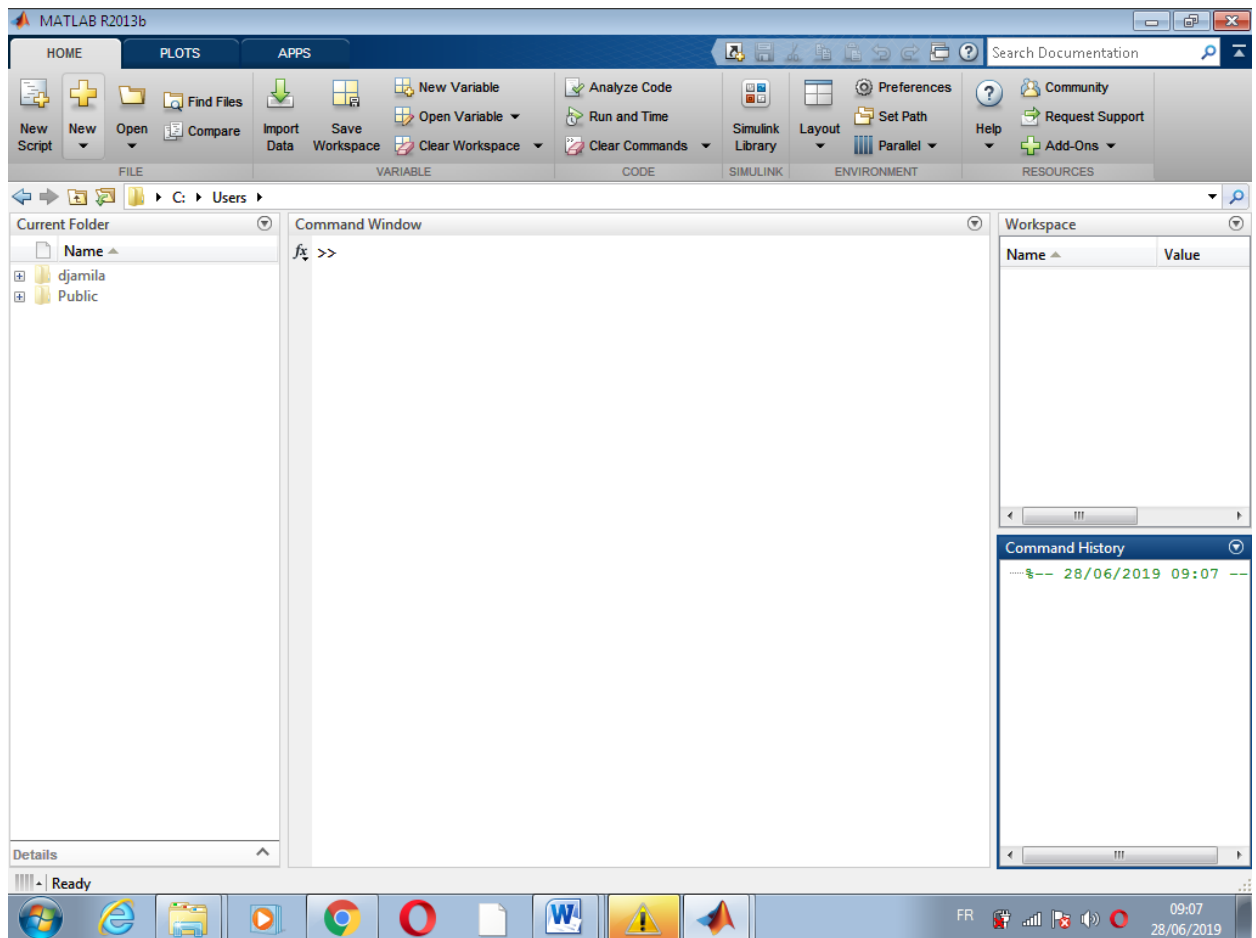 MATLAB R2013b
HOME PLOTS APPS Search Documentation
New Script
New
Open
Find Files
Compare
FILE
Import Data
Save Workspace
New Variable
Open Variable
Clear Workspace
VARIABLE
Analyze Code
Run and Time
Clear Commands
CODE
Simulink Library
SIMULINK
Layout
Preferences
Set Path
Parallel
ENVIRONMENT
Help
Community
Request Support
Add-Ons
RESOURCES
C: Users
Current Folder
Name
djamila
Public
Details
Command Window
fx >>
Workspace
Name Value
Command History
%-- 28/06/2019 09:07 --
Ready
FR 09:07
28/06/2019